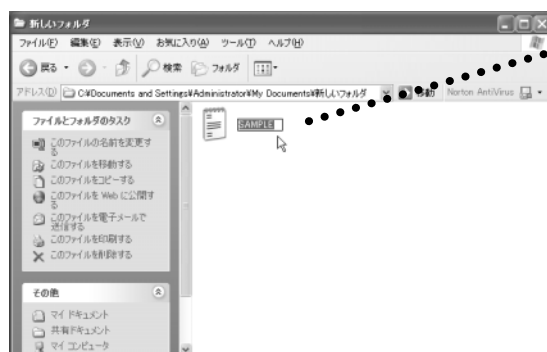 新しいフォルダ
ファイル(F) 編集(E) 表示(V) お気に入り(A) ツール(T) ヘルプ(H)
戻る 検索 フォルダ
アドレス(D) C:¥Documents and Settings¥Administrator¥My Documents¥新しいフォルダ 移動 Norton AntiVirus
ファイルとフォルダのタスク
このファイルの名前を変更す
る
このファイルを移動する
このファイルをコピーする
このファイルを Web に公開す
る
このファイルを電子メールで
送信する
このファイルを印刷する
このファイルを削除する
SAMPLE
その他
マイ ドキュメント
共有ドキュメント
マイ コンピュータ